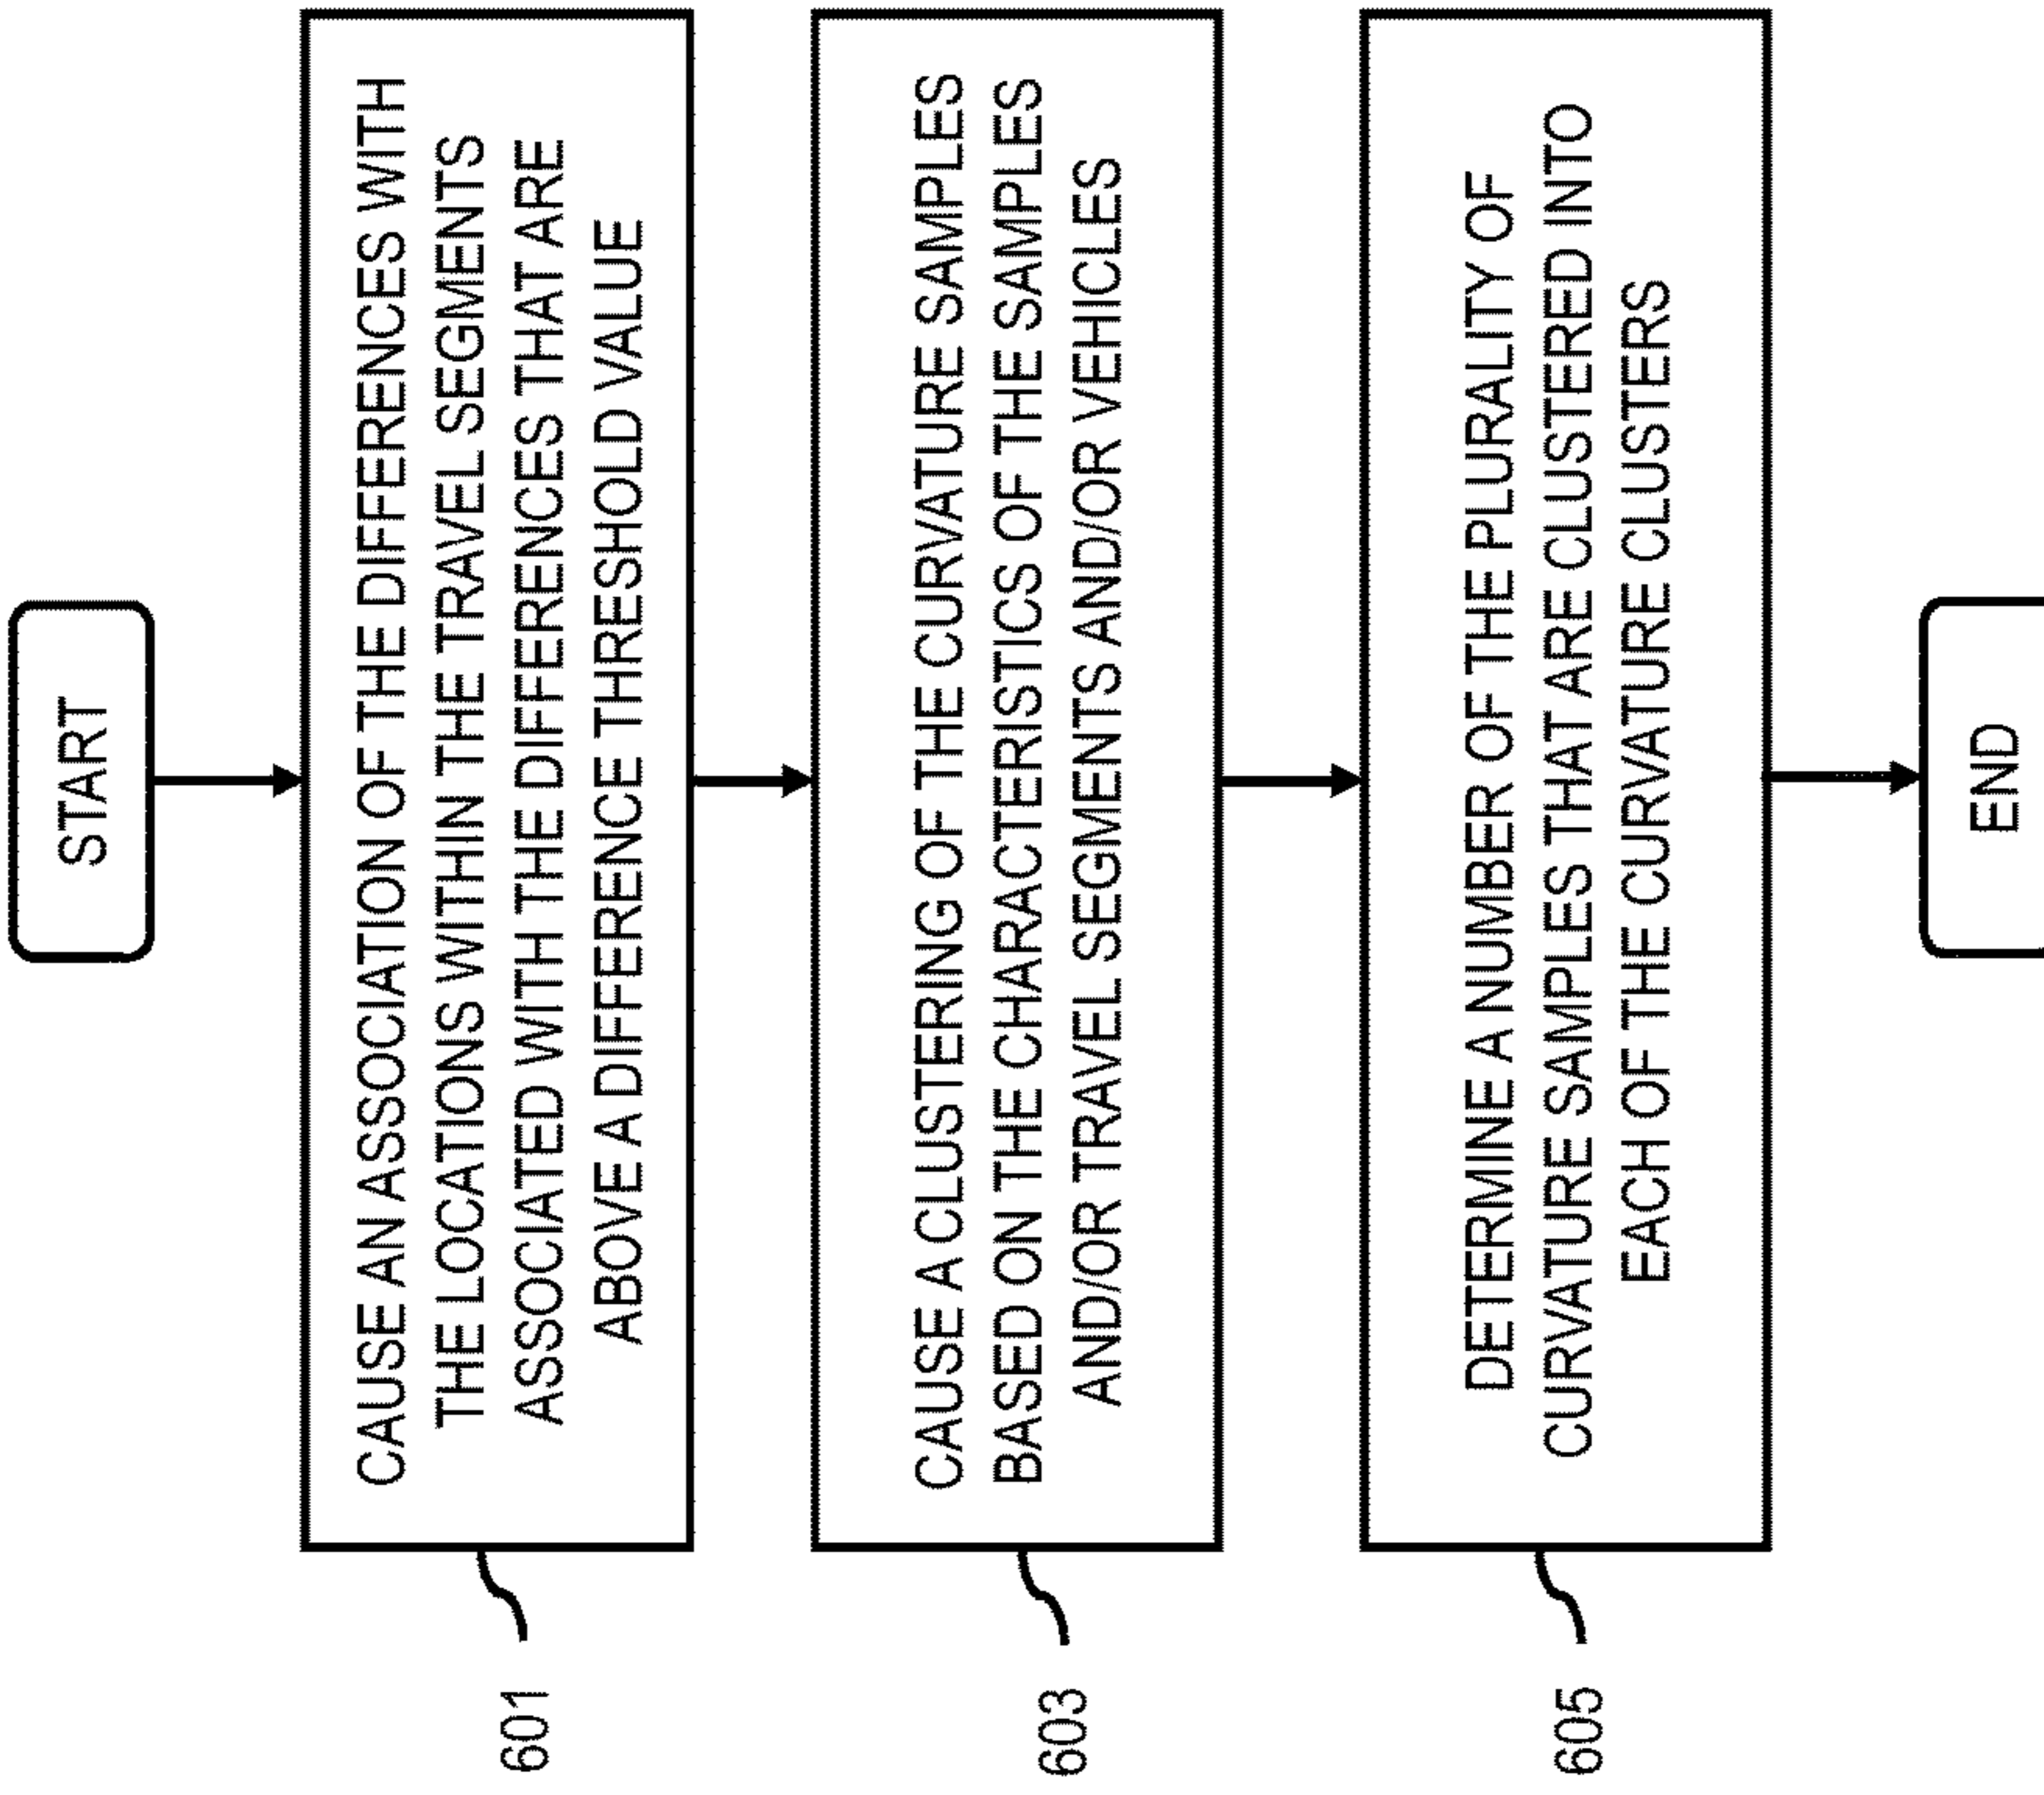 START
CAUSE AN ASSOCIATION OF THE DIFFERENCES WITH
THE LOCATIONS WITHIN THE TRAVEL SEGMENTS
ASSOCIATED WITH THE DIFFERENCES THAT ARE
ABOVE A DIFFERENCE THRESHOLD VALUE
601
CAUSE A CLUSTERING OF THE CURVATURE SAMPLES
BASED ON THE CHARACTERISTICS OF THE SAMPLES
AND/OR TRAVEL SEGMENTS AND/OR VEHICLES
603
DETERMINE A NUMBER OF THE PLURALITY OF
CURVATURE SAMPLES THAT ARE CLUSTERED INTO
EACH OF THE CURVATURE CLUSTERS
605
END